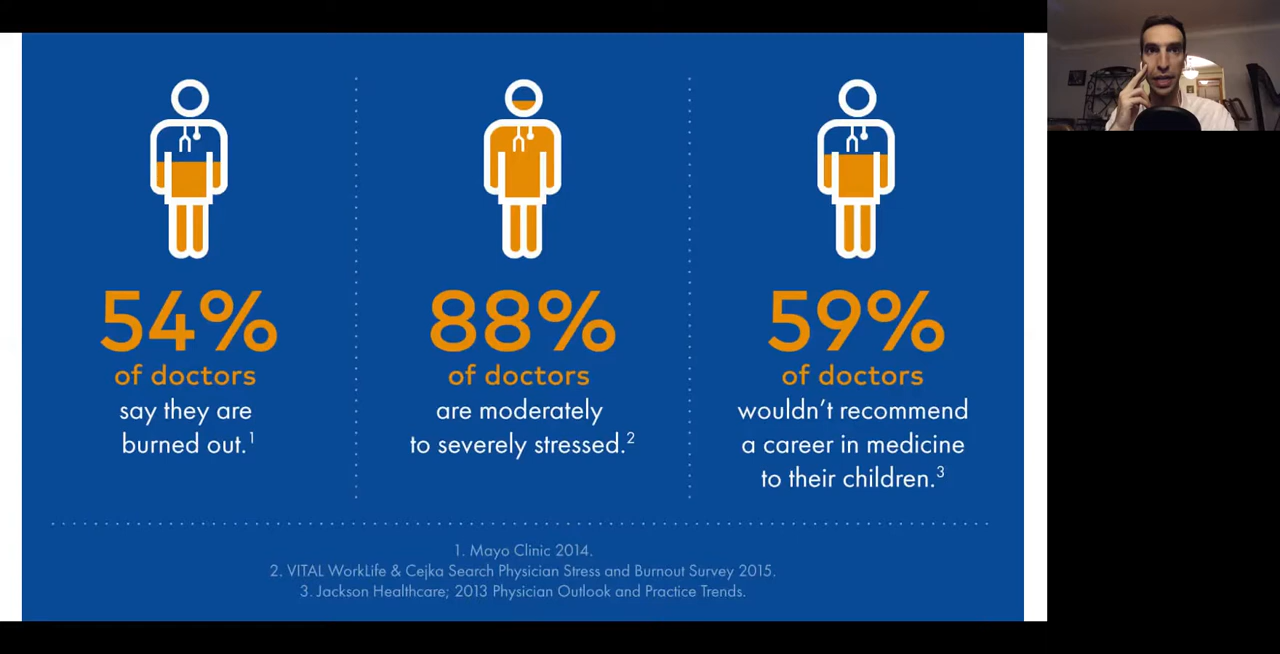 54%
of doctors
say they are
burned out.¹
88%
of doctors
are moderately
to severely stressed.²
59%
of doctors
wouldn't recommend
a career in medicine
to their children.³
1. Mayo Clinic 2014.
2. VITAL WorkLife & Cejka Search Physician Stress and Burnout Survey 2015.
3. Jackson Healthcare; 2013 Physician Outlook and Practice Trends.